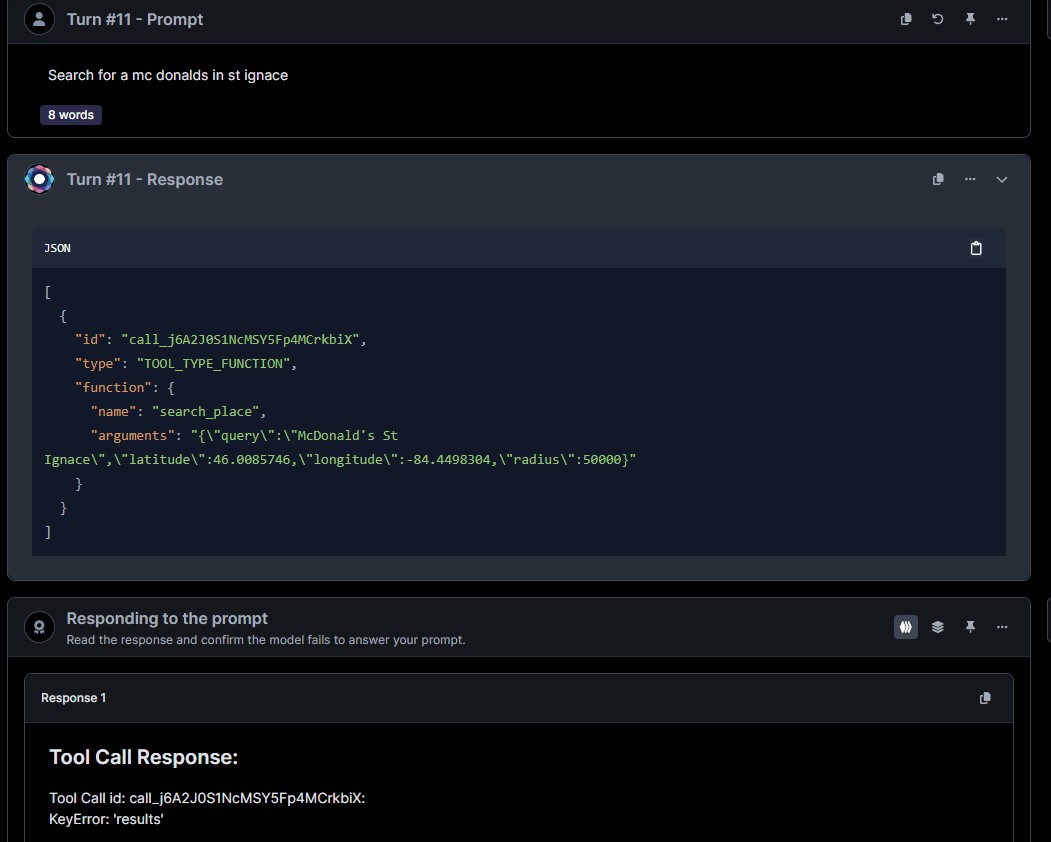 Turn #11 - Prompt
Search for a mc donalds in st ignace
8 words
Turn #11 - Response
JSON
[
{
"id": "call_j6A2J0S1NcMSY5Fp4MCrkbiX",
"type": "TOOL_TYPE_FUNCTION",
"function": {
"name": "search_place",
"arguments": "{\"query\":\"McDonald's St
Ignace\",\"latitude\":46.0085746,\"longitude\":-84.4498304,\"radius\":50000}"
}
}
]
Responding to the prompt
Read the response and confirm the model fails to answer your prompt.
Response 1
Tool Call Response:
Tool Call id: call_j6A2J0S1NcMSY5Fp4MCrkbiX:
KeyError: 'results'